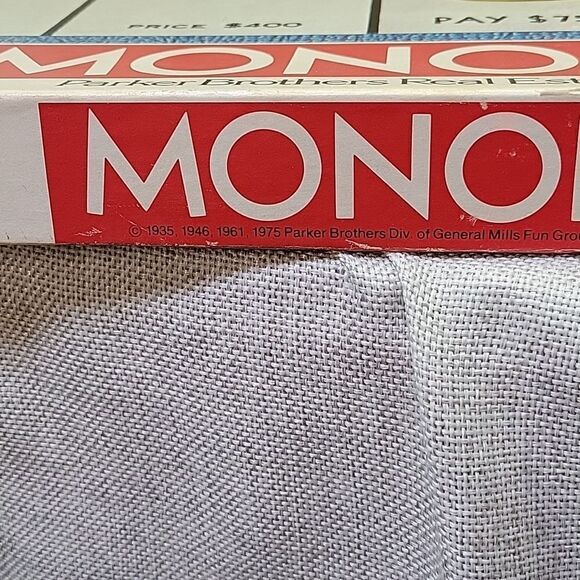 PRICE $400 PAY $75
MONO
Parker Brothers Real Est
MONO
© 1935, 1946, 1961, 1975 Parker Brothers Div. of General Mills Fun Gro